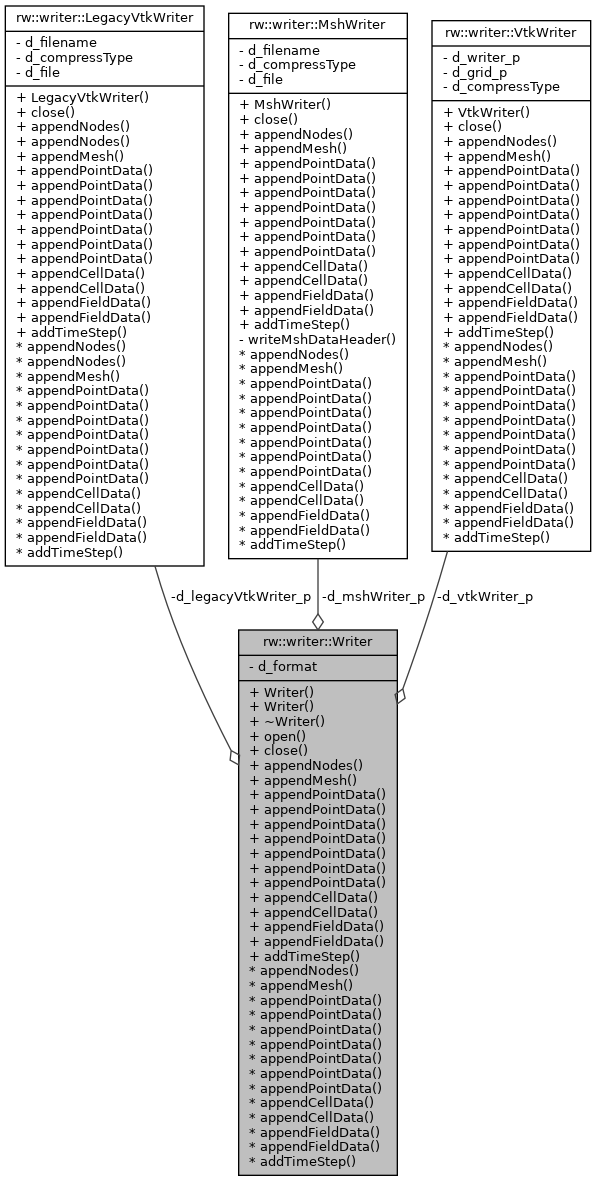 rw::writer::LegacyVtkWriter
- d_filename
- d_compressType
- d_file
+ LegacyVtkWriter()
+ close()
+ appendNodes()
+ appendNodes()
+ appendMesh()
+ appendPointData()
+ appendPointData()
+ appendPointData()
+ appendPointData()
+ appendPointData()
+ appendPointData()
+ appendPointData()
+ appendCellData()
+ appendCellData()
+ appendFieldData()
+ appendFieldData()
+ addTimeStep()
* appendNodes()
* appendNodes()
* appendMesh()
* appendPointData()
* appendPointData()
* appendPointData()
* appendPointData()
* appendPointData()
* appendPointData()
* appendPointData()
* appendCellData()
* appendCellData()
* appendFieldData()
* appendFieldData()
* addTimeStep()
rw::writer::MshWriter
- d_filename
- d_compressType
- d_file
+ MshWriter()
+ close()
+ appendNodes()
+ appendMesh()
+ appendPointData()
+ appendPointData()
+ appendPointData()
+ appendPointData()
+ appendPointData()
+ appendPointData()
+ appendPointData()
+ appendCellData()
+ appendCellData()
+ appendFieldData()
+ appendFieldData()
+ addTimeStep()
- writeMshDataHeader()
* appendNodes()
* appendMesh()
* appendPointData()
* appendPointData()
* appendPointData()
* appendPointData()
* appendPointData()
* appendPointData()
* appendPointData()
* appendCellData()
* appendCellData()
* appendFieldData()
* appendFieldData()
* addTimeStep()
rw::writer::VtkWriter
- d_writer_p
- d_grid_p
- d_compressType
+ VtkWriter()
+ close()
+ appendNodes()
+ appendMesh()
+ appendPointData()
+ appendPointData()
+ appendPointData()
+ appendPointData()
+ appendPointData()
+ appendPointData()
+ appendPointData()
+ appendCellData()
+ appendCellData()
+ appendFieldData()
+ appendFieldData()
+ addTimeStep()
* appendNodes()
* appendMesh()
* appendPointData()
* appendPointData()
* appendPointData()
* appendPointData()
* appendPointData()
* appendPointData()
* appendPointData()
* appendCellData()
* appendCellData()
* appendFieldData()
* appendFieldData()
* addTimeStep()
-d_legacyVtkWriter_p
-d_mshWriter_p
-d_vtkWriter_p
rw::writer::Writer
- d_format
+ Writer()
+ Writer()
+ ~Writer()
+ open()
+ close()
+ appendNodes()
+ appendMesh()
+ appendPointData()
+ appendPointData()
+ appendPointData()
+ appendPointData()
+ appendPointData()
+ appendPointData()
+ appendPointData()
+ appendCellData()
+ appendCellData()
+ appendFieldData()
+ appendFieldData()
+ addTimeStep()
* appendNodes()
* appendMesh()
* appendPointData()
* appendPointData()
* appendPointData()
* appendPointData()
* appendPointData()
* appendPointData()
* appendPointData()
* appendCellData()
* appendCellData()
* appendFieldData()
* appendFieldData()
* addTimeStep()